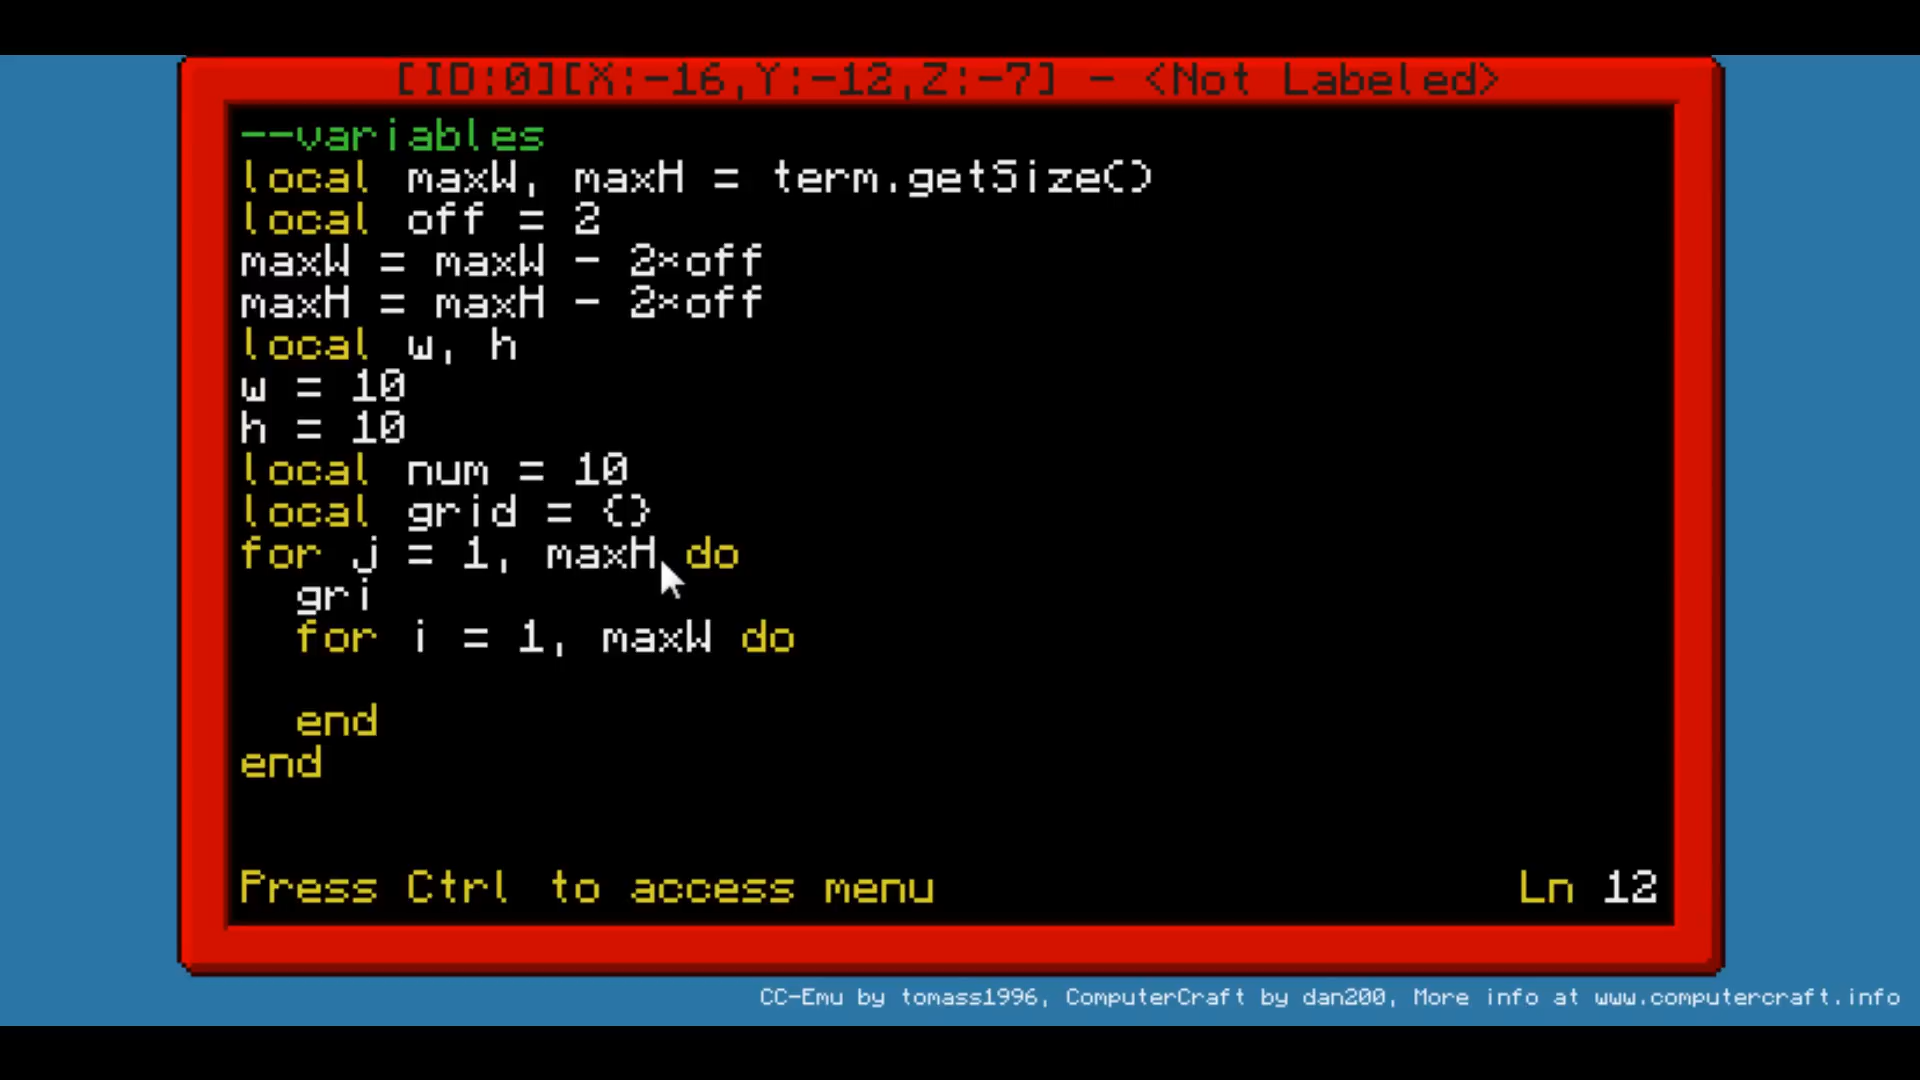 [ID:0][X:-16,Y:-12,Z:-7] - <Not Labeled>
--variables
local maxW, maxH = term.getSize()
local off = 2
maxW = maxW - 2*off
maxH = maxH - 2*off
local w, h
w = 10
h = 10
local num = 10
local grid = {}
for j = 1, maxH do
  gri
  for i = 1, maxW do
  end
end
Press Ctrl to access menu Ln 12
CC-Emu by tomass1996, ComputerCraft by dan200, More info at www.computercraft.info